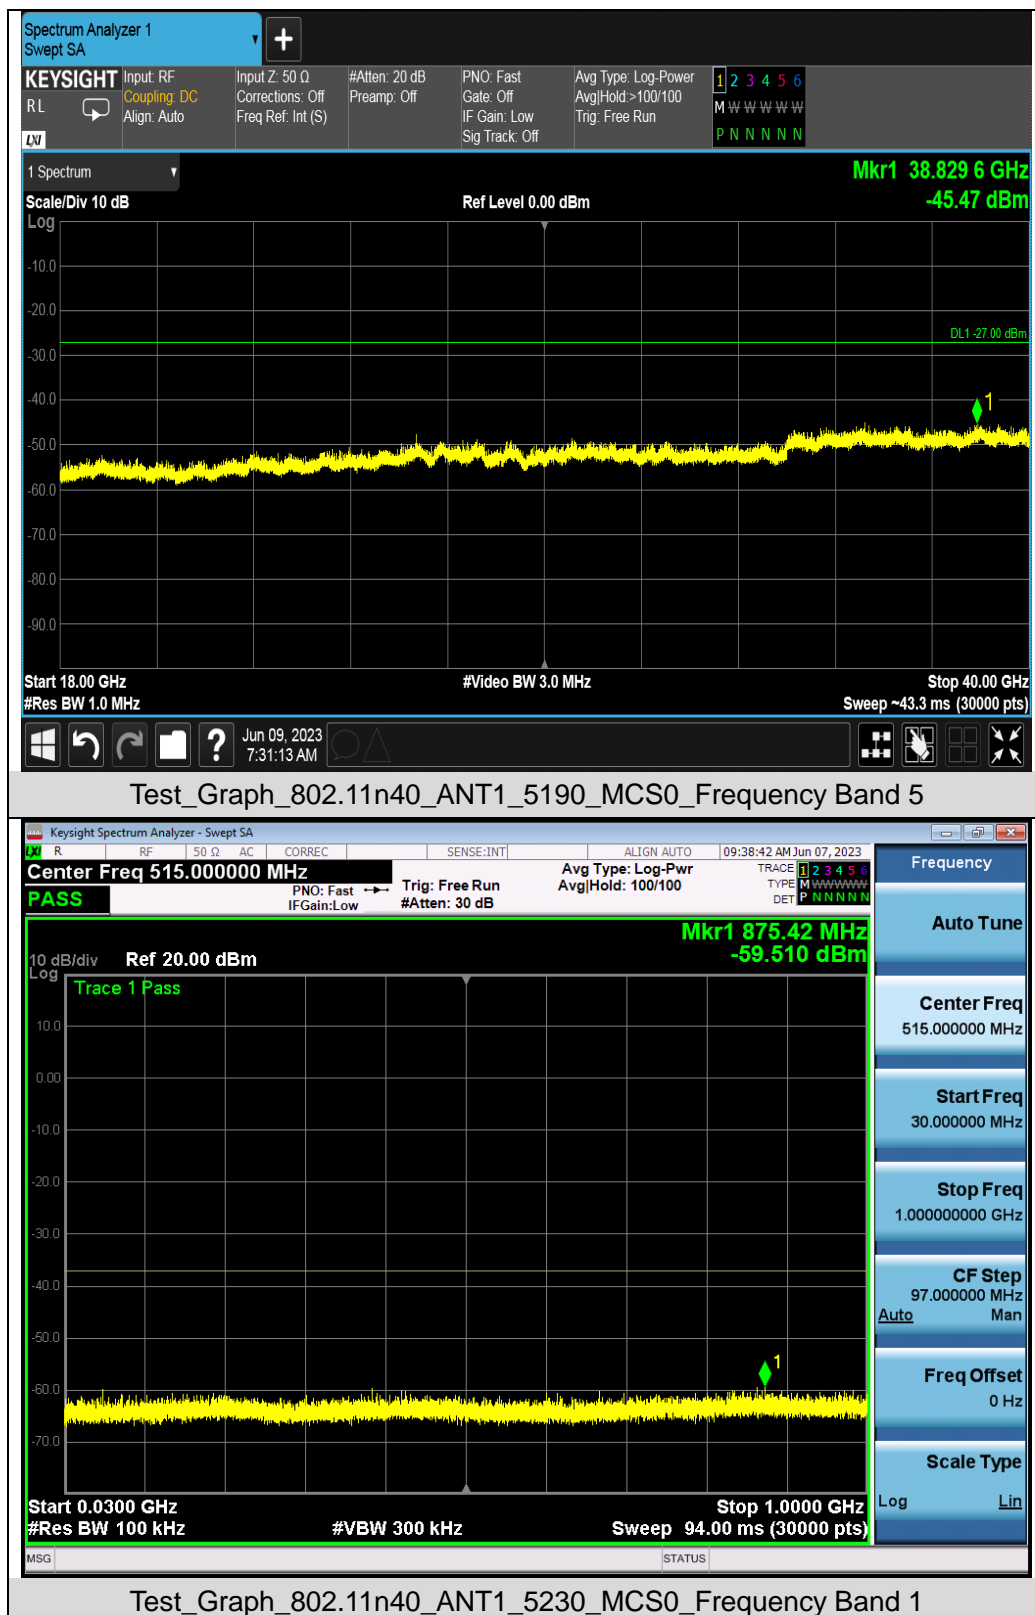 Spectrum Analyzer 1
Swept SA
KEYSIGHT
R L
LXI
Input: RF
Coupling: DC
Align: Auto
Input Z: 50 Ω
Corrections: Off
Freq Ref: Int (S)
#Atten: 20 dB
Preamp: Off
PNO: Fast
Gate: Off
IF Gain: Low
Sig Track: Off
Avg Type: Log-Power
Avg|Hold:>100/100
Trig: Free Run
1 2 3 4 5 6
M W W W W W
P N N N N N
1 Spectrum
Mkr1 38.829 6 GHz
-45.47 dBm
Scale/Div 10 dB
Ref Level 0.00 dBm
Log
-10.0
-20.0
DL1 -27.00 dBm
-30.0
-40.0
1
-50.0
-60.0
-70.0
-80.0
-90.0
Start 18.00 GHz
#Video BW 3.0 MHz
Stop 40.00 GHz
#Res BW 1.0 MHz
Sweep ~43.3 ms (30000 pts)
?
Jun 09, 2023
7:31:13 AM
Test_Graph_802.11n40_ANT1_5190_MCS0_Frequency Band 5
Keysight Spectrum Analyzer - Swept SA
LXI R RF 50 Ω AC CORREC SENSE:INT ALIGN AUTO 09:38:42 AM Jun 07, 2023
Center Freq 515.000000 MHz
PASS
PNO: Fast
IFGain:Low
Trig: Free Run
#Atten: 30 dB
Avg Type: Log-Pwr
Avg|Hold: 100/100
TRACE 1 2 3 4 5 6
TYPE M W W W W W
DET P N N N N N
Mkr1 875.42 MHz
-59.510 dBm
10 dB/div Ref 20.00 dBm
Log
Trace 1 Pass
10.0
0.00
-10.0
-20.0
-30.0
-40.0
-50.0
1
-60.0
-70.0
Start 0.0300 GHz
Stop 1.0000 GHz
#Res BW 100 kHz
#VBW 300 kHz
Sweep 94.00 ms (30000 pts)
MSG
STATUS
Frequency
Auto Tune
Center Freq
515.000000 MHz
Start Freq
30.000000 MHz
Stop Freq
1.000000000 GHz
CF Step
97.000000 MHz
Auto Man
Freq Offset
0 Hz
Scale Type
Log Lin
Test_Graph_802.11n40_ANT1_5230_MCS0_Frequency Band 1